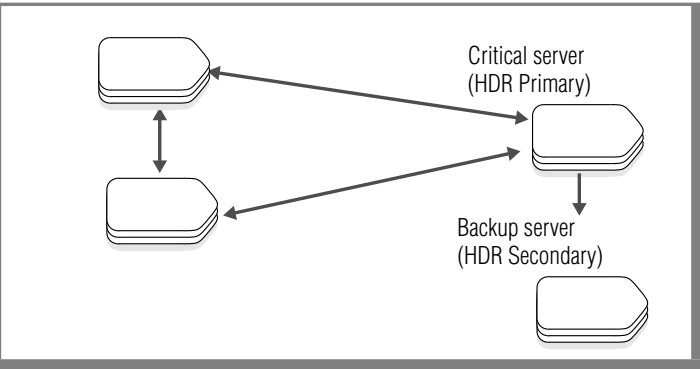 Critical server
(HDR Primary)
Backup server
(HDR Secondary)